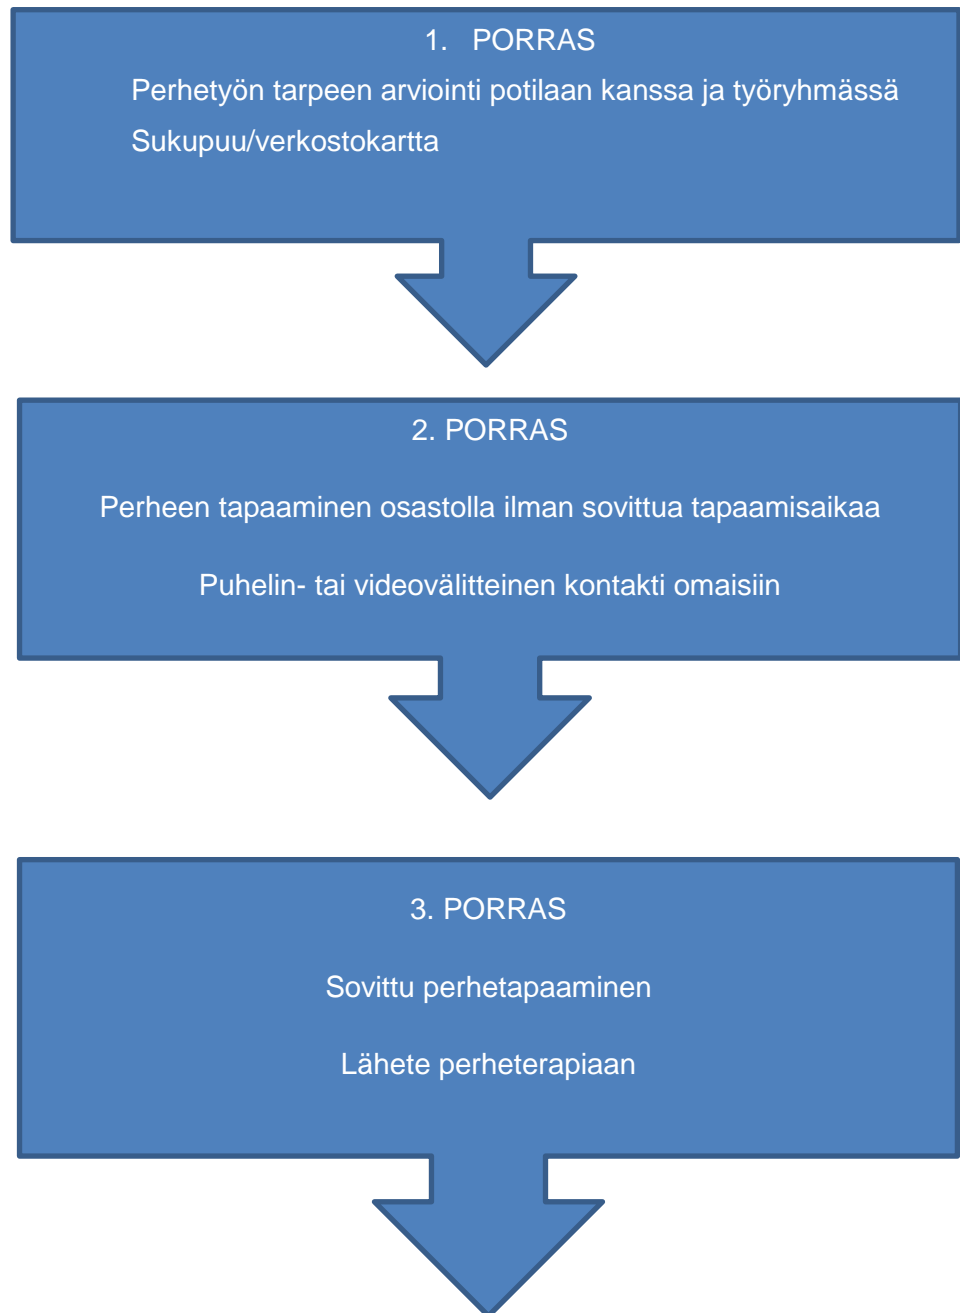 1. PORRAS
Perhetyön tarpeen arviointi potilaan kanssa ja työryhmässä
Sukupuu/verkostokartta
2. PORRAS
Perheen tapaaminen osastolla ilman sovittua tapaamisaikaa
Puhelin- tai videovälitteinen kontakti omaisiin
3. PORRAS
Sovittu perhetapaaminen
Lähete perheterapiaan